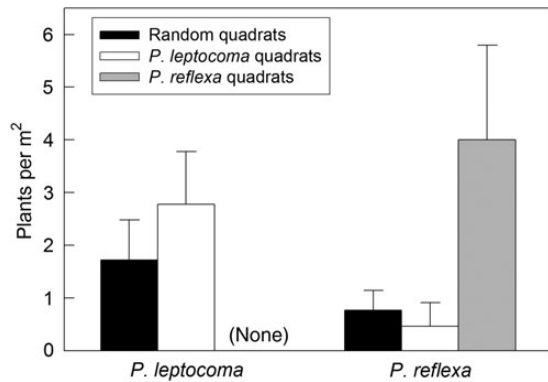 6
5
4
3
2
1
0
Plants per m²
Random quadrats
P. leptocoma quadrats
P. reflexa quadrats
(None)
P. leptocoma
P. reflexa